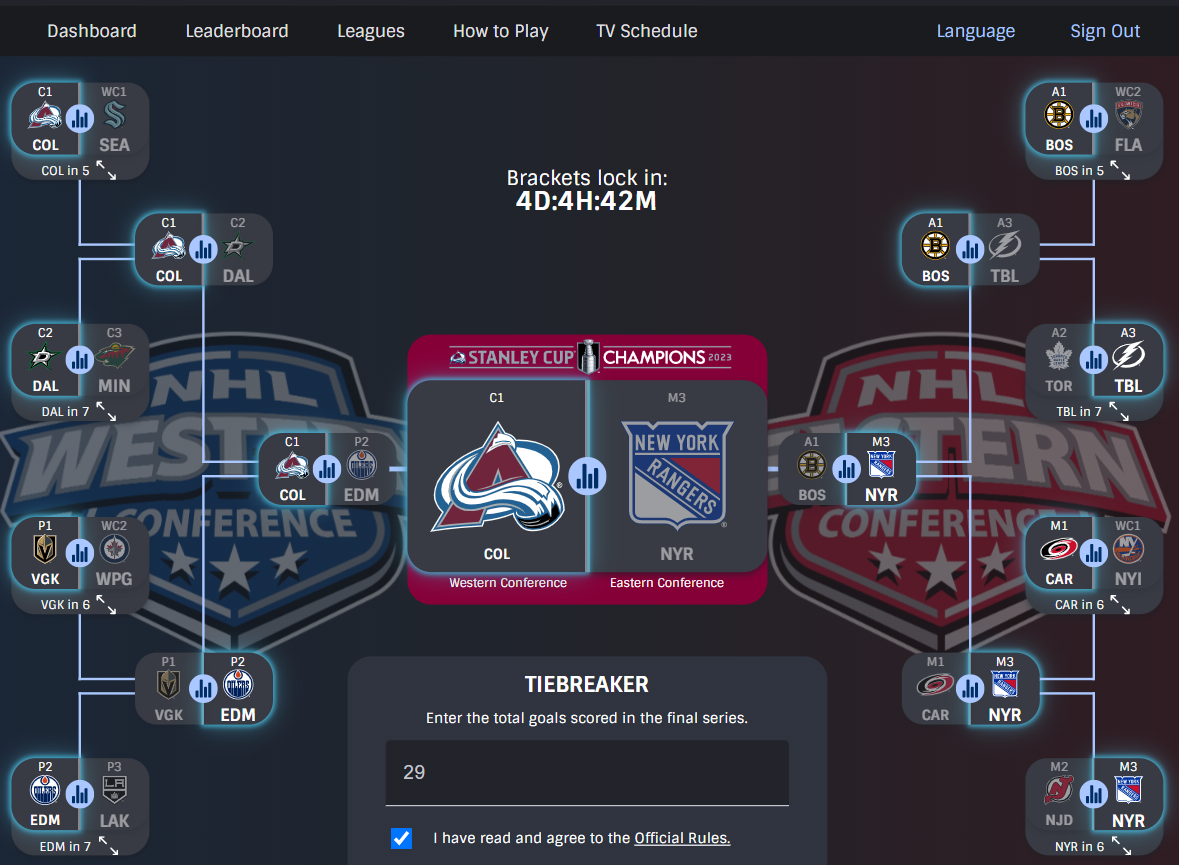 Dashboard Leaderboard Leagues How to Play TV Schedule Language Sign Out
C1 WC1
COL SEA
COL in 5
A1 WC2
BOS FLA
BOS in 5
Brackets lock in:
4D:4H:42M
C1 C2
COL DAL
A1 A3
BOS TBL
C2 C3
DAL MIN
DAL in 7
A2 A3
TOR TBL
TBL in 7
NHL
WESTERN
CONFERENCE
NHL
EASTERN
CONFERENCE
STANLEY CUP CHAMPIONS 2023
C1 M3
NEW YORK
RANGERS
COL NYR
Western Conference Eastern Conference
C1 P2
COL EDM
A1 M3
BOS NYR
P1 WC2
VGK WPG
VGK in 6
M1 WC1
CAR NYI
CAR in 6
P1 P2
VGK EDM
M1 M3
CAR NYR
P2 P3
EDM LAK
EDM in 7
M2 M3
NJD NYR
NYR in 6
TIEBREAKER
Enter the total goals scored in the final series.
29
I have read and agree to the Official Rules.